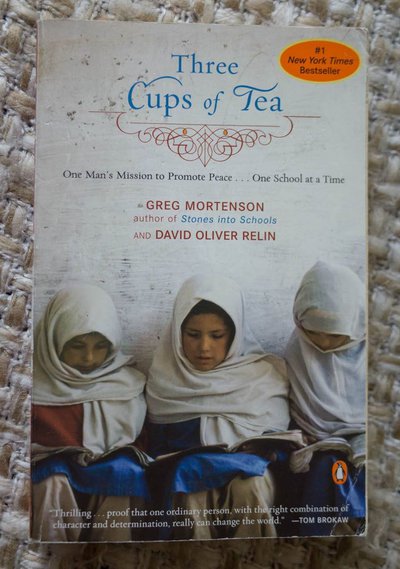 #1
New York Times
Bestseller
Three
Cups of Tea
One Man's Mission to Promote Peace . . . One School at a Time
GREG MORTENSON
author of Stones into Schools
AND DAVID OLIVER RELIN
"Thrilling . . . proof that one ordinary person, with the right combination of
character and determination, really can change the world." —TOM BROKAW